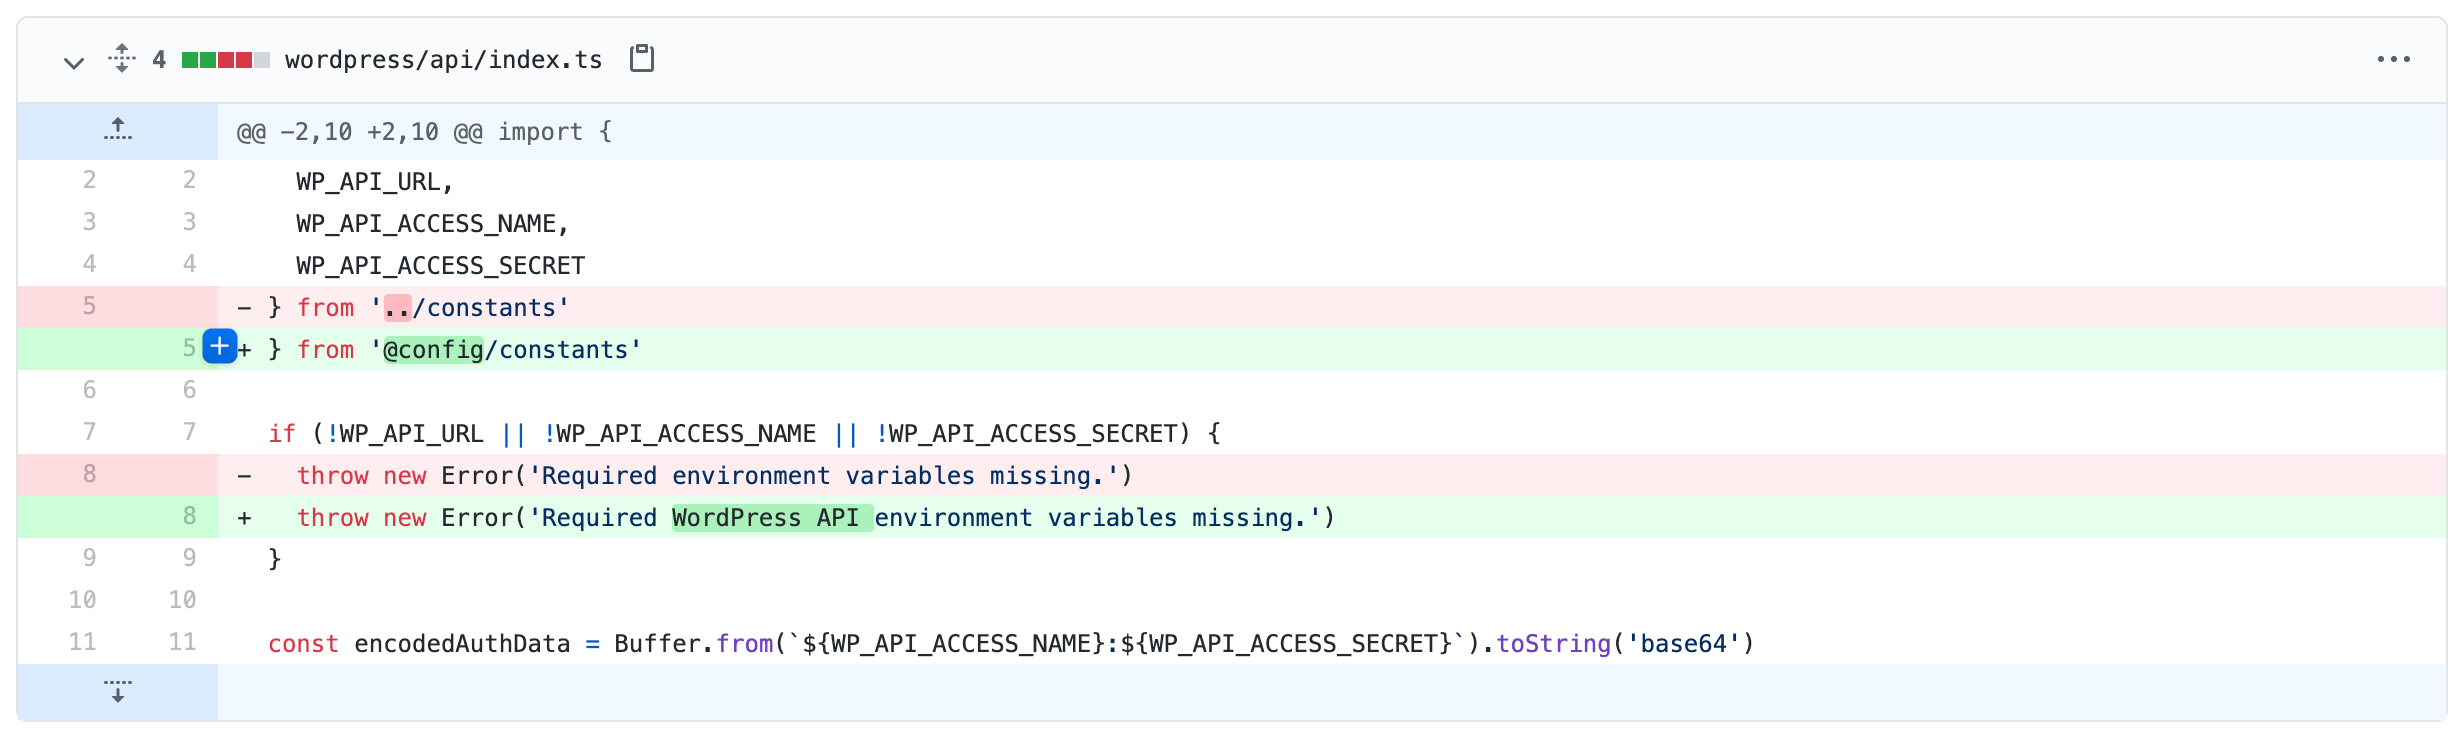 4 wordpress/api/index.ts
@@ -2,10 +2,10 @@ import {
2 2 WP_API_URL,
3 3 WP_API_ACCESS_NAME,
4 4 WP_API_ACCESS_SECRET
5 - } from '../constants'
5 + } from '@config/constants'
6 6
7 7 if (!WP_API_URL || !WP_API_ACCESS_NAME || !WP_API_ACCESS_SECRET) {
8 - throw new Error('Required environment variables missing.')
8 + throw new Error('Required WordPress API environment variables missing.')
9 9 }
10 10
11 11 const encodedAuthData = Buffer.from(`${WP_API_ACCESS_NAME}:${WP_API_ACCESS_SECRET}`).toString('base64')